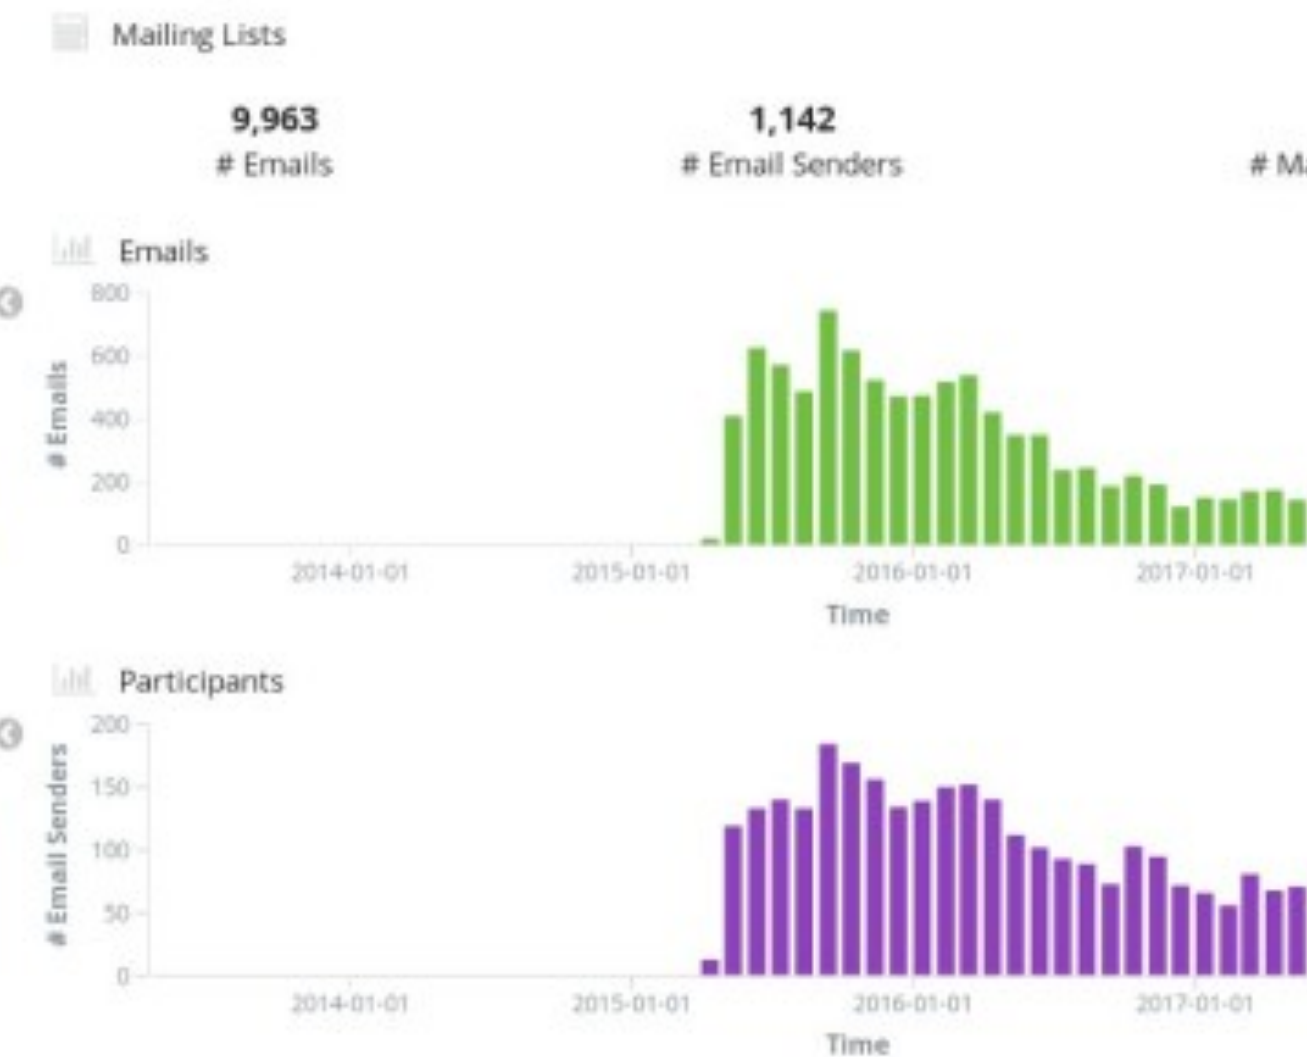 Mailing Lists
9,963 1,142
# Emails # Email Senders # Ma
Emails
800
600
400
200
0
# Emails
2014-01-01 2015-01-01 2016-01-01 2017-01-01
Time
Participants
200
150
100
50
0
# Email Senders
2014-01-01 2015-01-01 2016-01-01 2017-01-01
Time